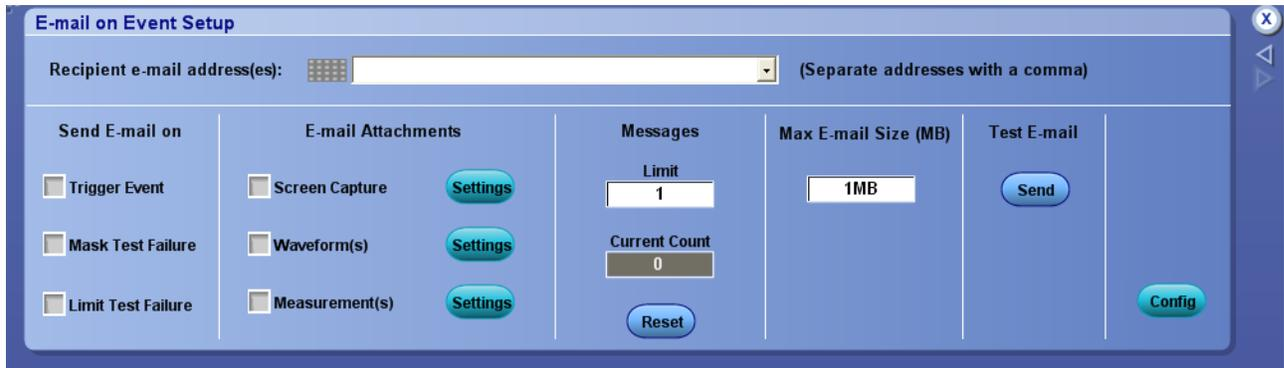 E-mail on Event Setup
X
Recipient e-mail address(es):
(Separate addresses with a comma)
Send E-mail on
Trigger Event
Mask Test Failure
Limit Test Failure
E-mail Attachments
Screen Capture Settings
Waveform(s) Settings
Measurement(s) Settings
Messages
Limit
1
Current Count
0
Reset
Max E-mail Size (MB)
1MB
Test E-mail
Send
Config